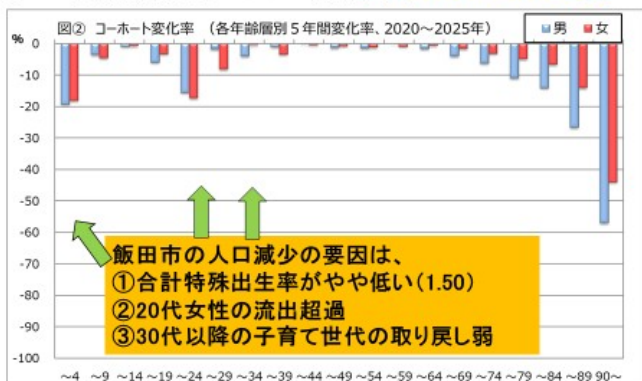 図② コーホート変化率 (各年齢層別5年間変化率、2020~2025年)
男 女
%
0
-10
-20
-30
-40
-50
-60
-70
-80
-90
-100
飯田市の人口減少の要因は、
①合計特殊出生率がやや低い(1.50)
②20代女性の流出超過
③30代以降の子育て世代の取り戻し弱
~4 ~9 ~14 ~19 ~24 ~29 ~34 ~39 ~44 ~49 ~54 ~59 ~64 ~69 ~74 ~79 ~84 ~89 90~